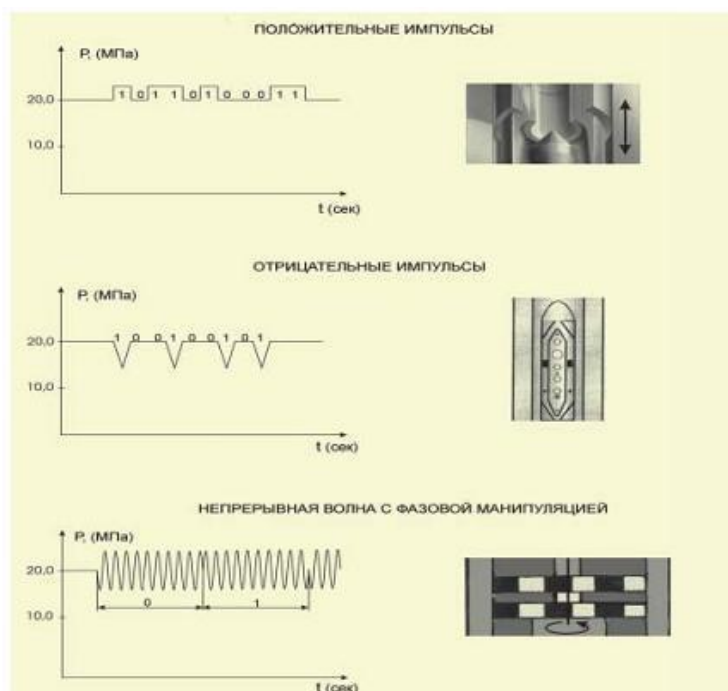 ПОЛОЖИТЕЛЬНЫЕ ИМПУЛЬСЫ
P, (МПа)
20,0
1 0 1 1 0 1 0 0 0 1 1
10,0
t (сек)
ОТРИЦАТЕЛЬНЫЕ ИМПУЛЬСЫ
P, (МПа)
20,0
1 0 0 1 0 0 1 0 1
10,0
t (сек)
НЕПРЕРЫВНАЯ ВОЛНА С ФАЗОВОЙ МАНИПУЛЯЦИЕЙ
P, (МПа)
20,0
0 1
10,0
t (сек)